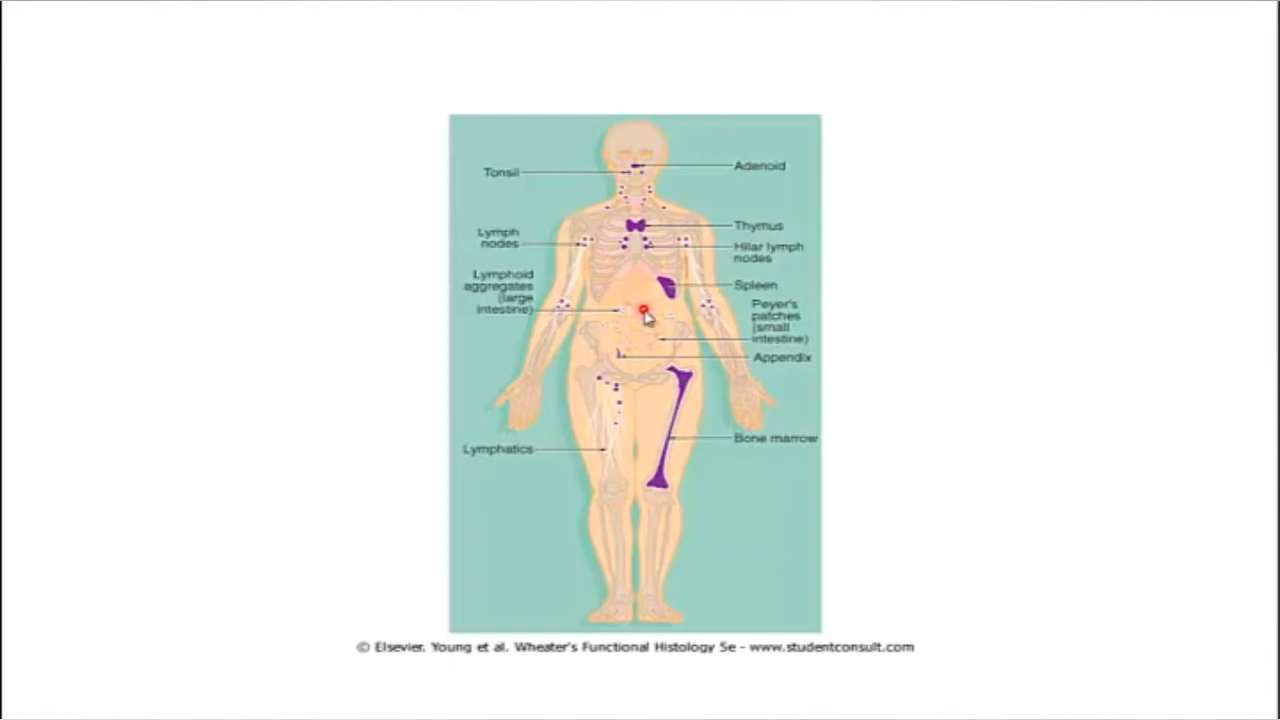 Adenoid
Tonsil
Thymus
Lymph
nodes
Hilar lymph
nodes
Lymphoid
aggregates
(large
intestine)
Spleen
Peyer's
patches
(small
intestine)
Appendix
Bone marrow
Lymphatics
© Elsevier. Young et al. Wheater's Functional Histology 5e - www.studentconsult.com